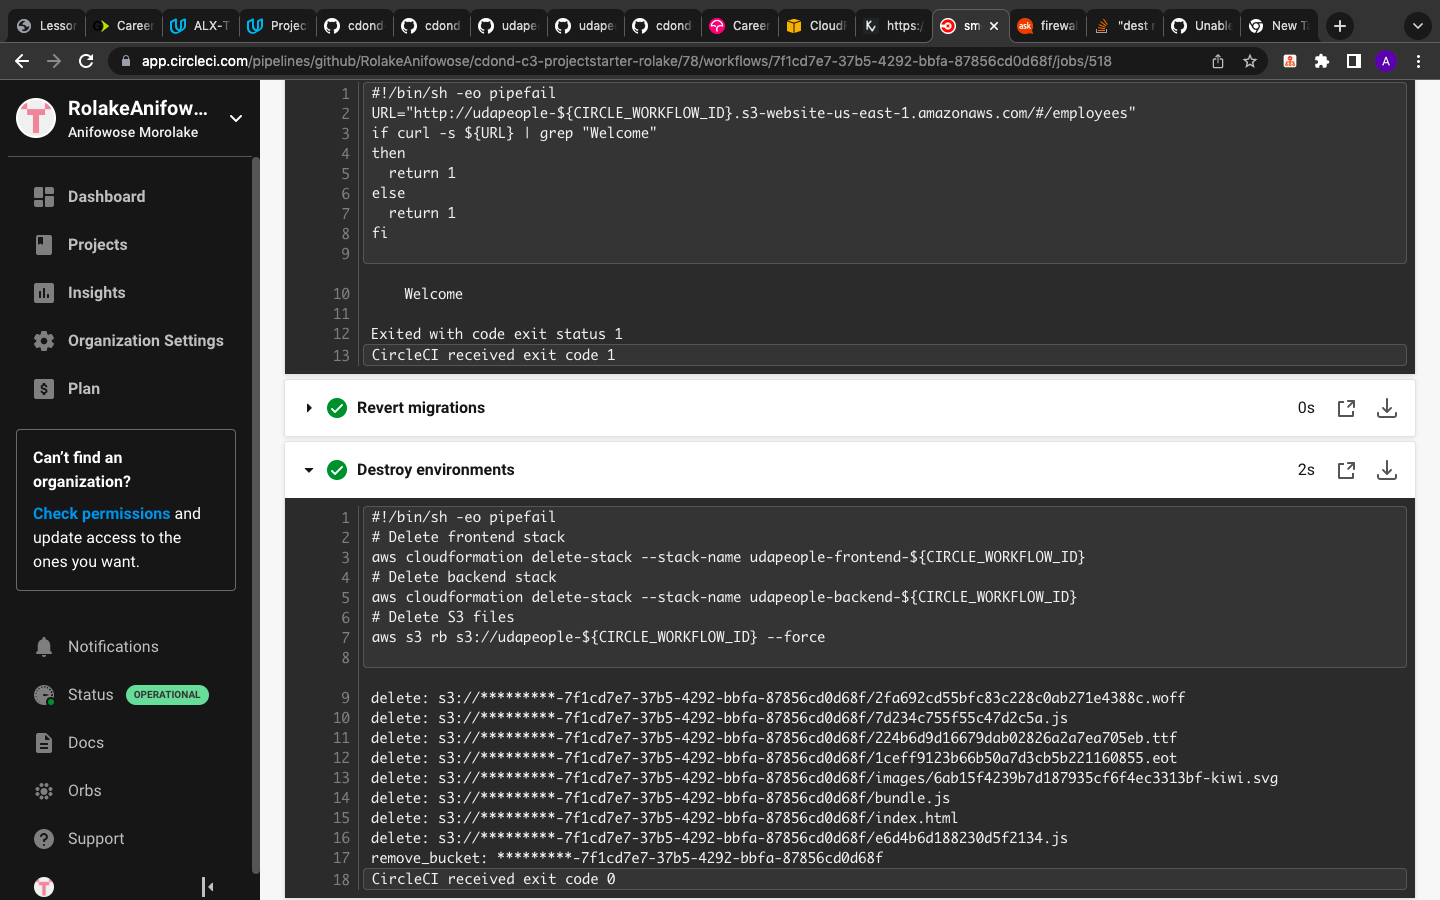 Lesson
Career
ALX-T
Projec
cdond
cdond
udape
udape
cdond
Career
CloudF
https:/
sm
firewal
"dest r
Unable
New Ta
app.circleci.com/pipelines/github/RolakeAnifowose/cdond-c3-projectstarter-rolake/78/workflows/7f1cd7e7-37b5-4292-bbfa-87856cd0d68f/jobs/518
A
RolakeAnifow...
Anifowose Morolake
Dashboard
Projects
Insights
Organization Settings
Plan
Can't find an
organization?
Check permissions and
update access to the
ones you want.
Notifications
Status OPERATIONAL
Docs
Orbs
Support
1 #!/bin/sh -eo pipefail
2 URL="http://udapeople-${CIRCLE_WORKFLOW_ID}.s3-website-us-east-1.amazonaws.com/#/employees"
3 if curl -s ${URL} | grep "Welcome"
4 then
5 return 1
6 else
7 return 1
8 fi
9
10 Welcome
11
12 Exited with code exit status 1
13 CircleCI received exit code 1
Revert migrations 0s
Destroy environments 2s
1 #!/bin/sh -eo pipefail
2 # Delete frontend stack
3 aws cloudformation delete-stack --stack-name udapeople-frontend-${CIRCLE_WORKFLOW_ID}
4 # Delete backend stack
5 aws cloudformation delete-stack --stack-name udapeople-backend-${CIRCLE_WORKFLOW_ID}
6 # Delete S3 files
7 aws s3 rb s3://udapeople-${CIRCLE_WORKFLOW_ID} --force
8
9 delete: s3://*********-7f1cd7e7-37b5-4292-bbfa-87856cd0d68f/2fa692cd55bfc83c228c0ab271e4388c.woff
10 delete: s3://*********-7f1cd7e7-37b5-4292-bbfa-87856cd0d68f/7d234c755f55c47d2c5a.js
11 delete: s3://*********-7f1cd7e7-37b5-4292-bbfa-87856cd0d68f/224b6d9d16679dab02826a2a7ea705eb.ttf
12 delete: s3://*********-7f1cd7e7-37b5-4292-bbfa-87856cd0d68f/1ceff9123b66b50a7d3cb5b221160855.eot
13 delete: s3://*********-7f1cd7e7-37b5-4292-bbfa-87856cd0d68f/images/6ab15f4239b7d187935cf6f4ec3313bf-kiwi.svg
14 delete: s3://*********-7f1cd7e7-37b5-4292-bbfa-87856cd0d68f/bundle.js
15 delete: s3://*********-7f1cd7e7-37b5-4292-bbfa-87856cd0d68f/index.html
16 delete: s3://*********-7f1cd7e7-37b5-4292-bbfa-87856cd0d68f/e6d4b6d188230d5f2134.js
17 remove_bucket: *********-7f1cd7e7-37b5-4292-bbfa-87856cd0d68f
18 CircleCI received exit code 0